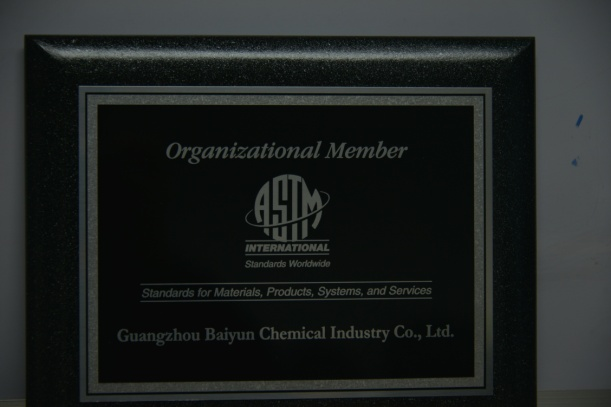 Organizational Member
ASTM
INTERNATIONAL
Standards Worldwide
Standards for Materials, Products, Systems, and Services
Guangzhou Baiyun Chemical Industry Co., Ltd.